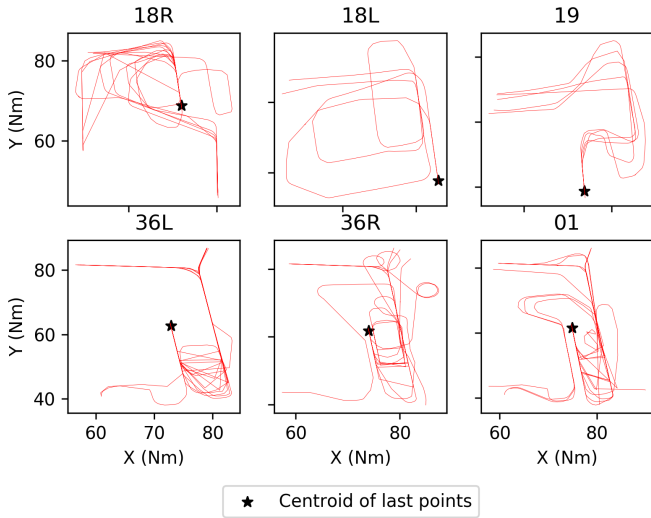 18R 18L 19
80
60
Y (Nm)
36L 36R 01
80
60
40
Y (Nm)
60 70 80 60 80 60 80
X (Nm) X (Nm) X (Nm)
Centroid of last points